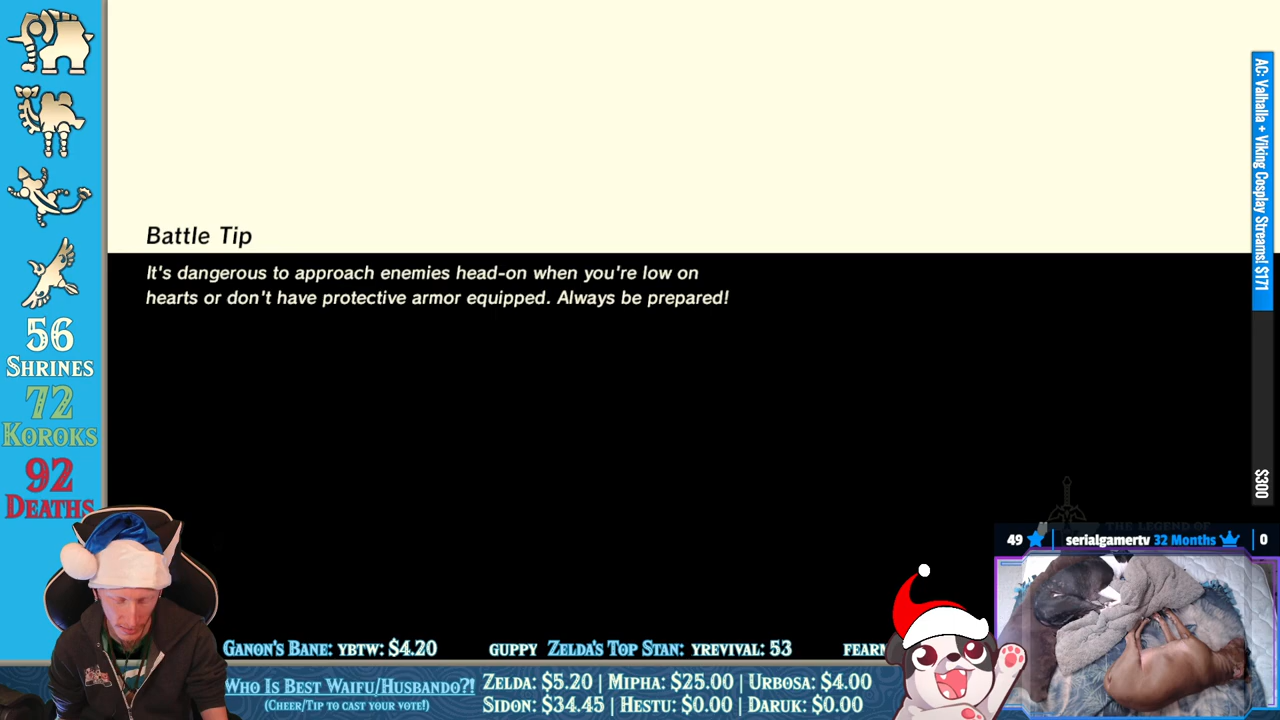 Battle Tip
It's dangerous to approach enemies head-on when you're low on
hearts or don't have protective armor equipped. Always be prepared!
56
SHRINES
72
KOROKS
92
DEATHS
AC: Valhalla + Viking Cosplay Streams! $171
$300
THE LEGEND OF
49 serialgamertv 32 Months 0
GANON'S BANE: YBTW: $4.20 GUPPY ZELDA'S TOP STAN: YREVIVAL: 53
WHO IS BEST WAIFU/HUSBANDO?!
(CHEER/TIP TO CAST YOUR VOTE!)
ZELDA: $5.20 | MIPHA: $25.00 | URBOSA: $4.00
SIDON: $34.45 | HESTU: $0.00 | DARUK: $0.00